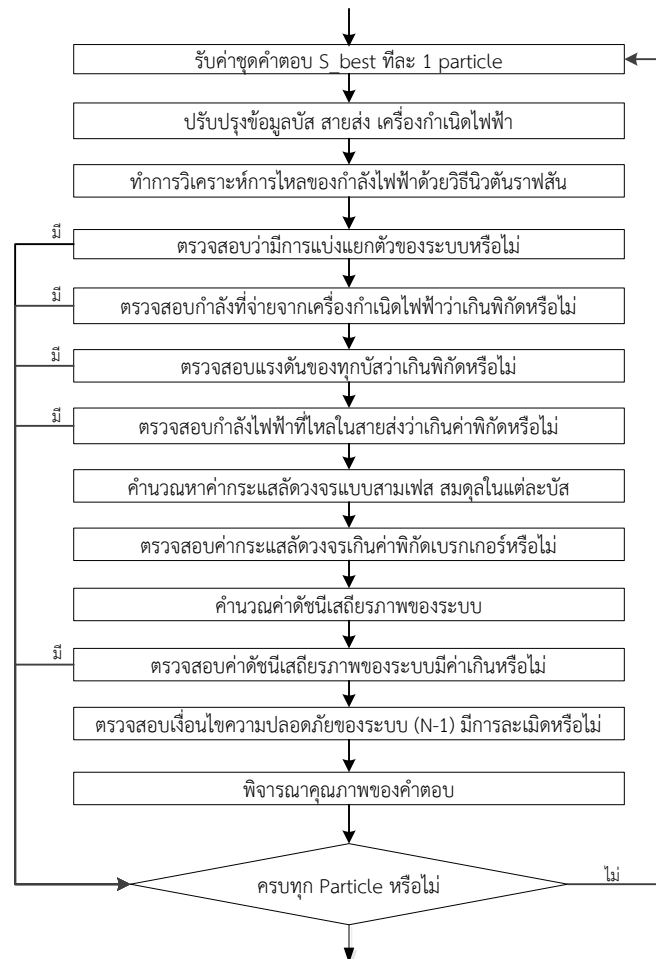 รับค่าชุดคำตอบ S_best ทีละ 1 particle
ปรับปรุงข้อมูลบัส สายส่ง เครื่องกำเนิดไฟฟ้า
ทำการวิเคราะห์การไหลของกำลังไฟฟ้าด้วยวิธีนิวตันราฟสัน
มี
ตรวจสอบว่ามีการแบ่งแยกตัวของระบบหรือไม่
มี
ตรวจสอบกำลังที่จ่ายจากเครื่องกำเนิดไฟฟ้าว่าเกินพิกัดหรือไม่
มี
ตรวจสอบแรงดันของทุกบัสว่าเกินพิกัดหรือไม่
มี
ตรวจสอบกำลังไฟฟ้าที่ไหลในสายส่งว่าเกินค่าพิกัดหรือไม่
คำนวณหาค่ากระแสลัดวงจรแบบสามเฟส สมดุลในแต่ละบัส
ตรวจสอบค่ากระแสลัดวงจรเกินค่าพิกัดเบรกเกอร์หรือไม่
คำนวณค่าดัชนีเสถียรภาพของระบบ
มี
ตรวจสอบค่าดัชนีเสถียรภาพของระบบมีค่าเกินหรือไม่
ตรวจสอบเงื่อนไขความปลอดภัยของระบบ (N-1) มีการละเมิดหรือไม่
พิจารณาคุณภาพของคำตอบ
ครบทุก Particle หรือไม่
ไม่